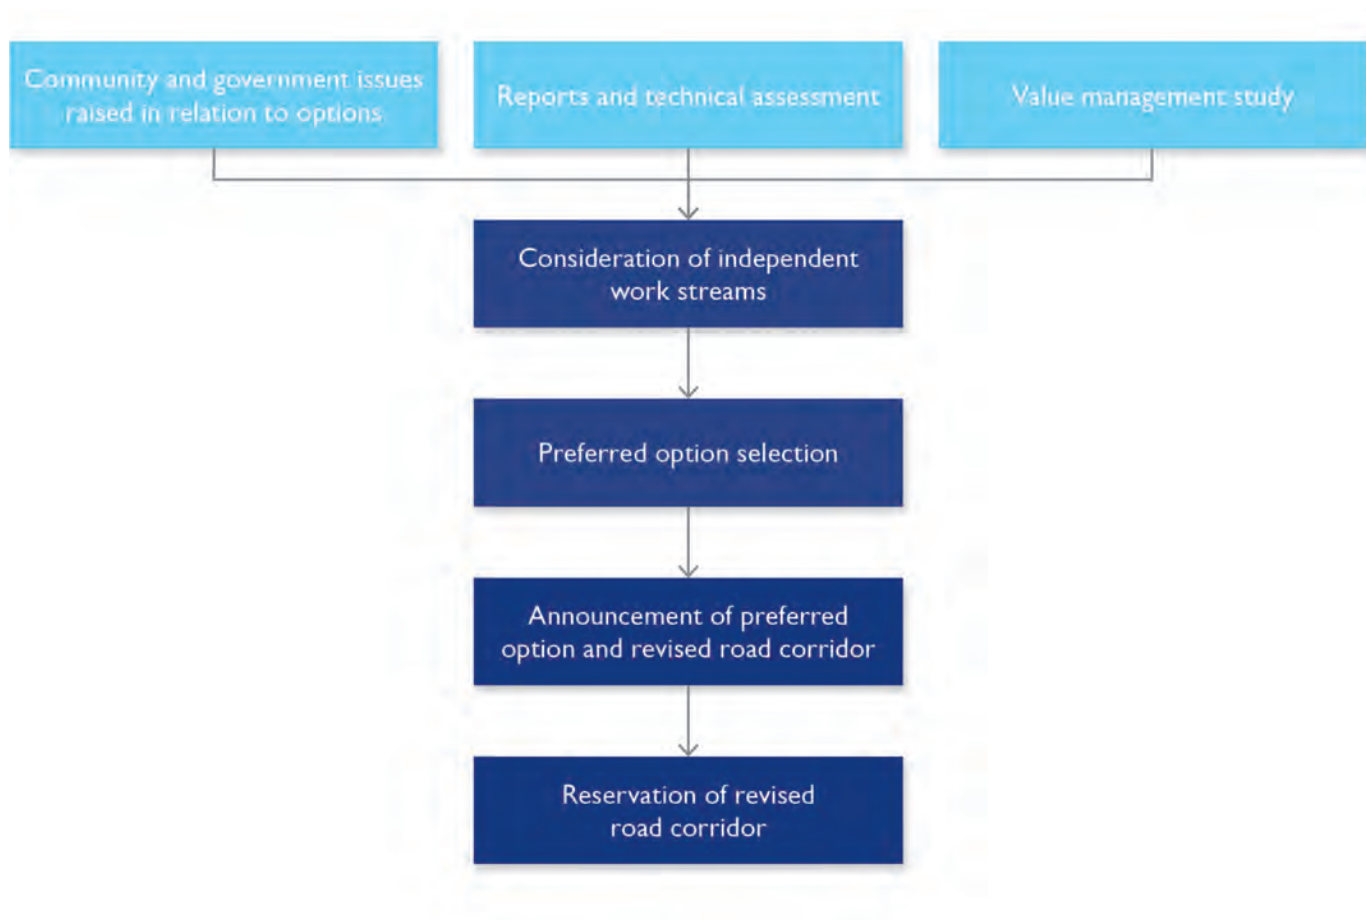 Community and government issues
raised in relation to options
Reports and technical assessment
Value management study
Consideration of independent
work streams
Preferred option selection
Announcement of preferred
option and revised road corridor
Reservation of revised
road corridor